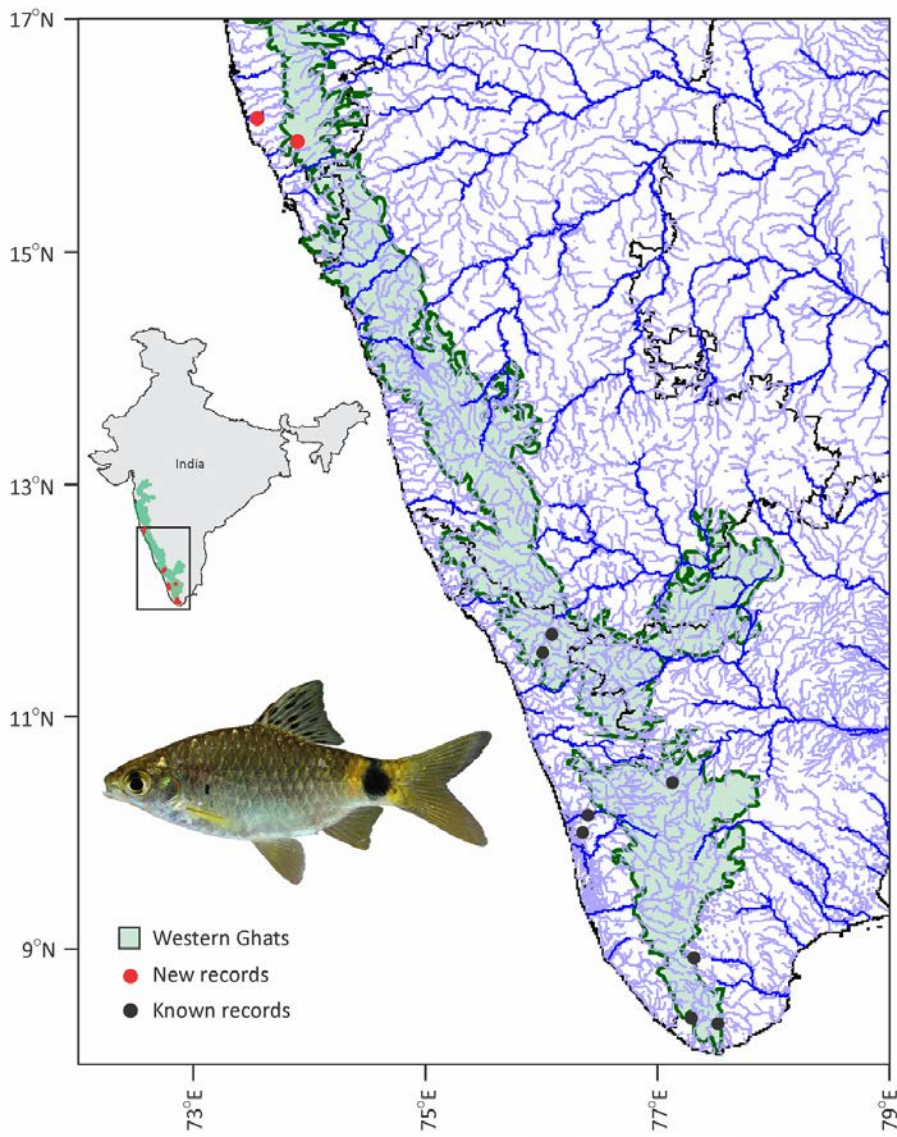 17°N
15°N
13°N
11°N
9°N
India
Western Ghats
New records
Known records
73°E
75°E
77°E
79°E